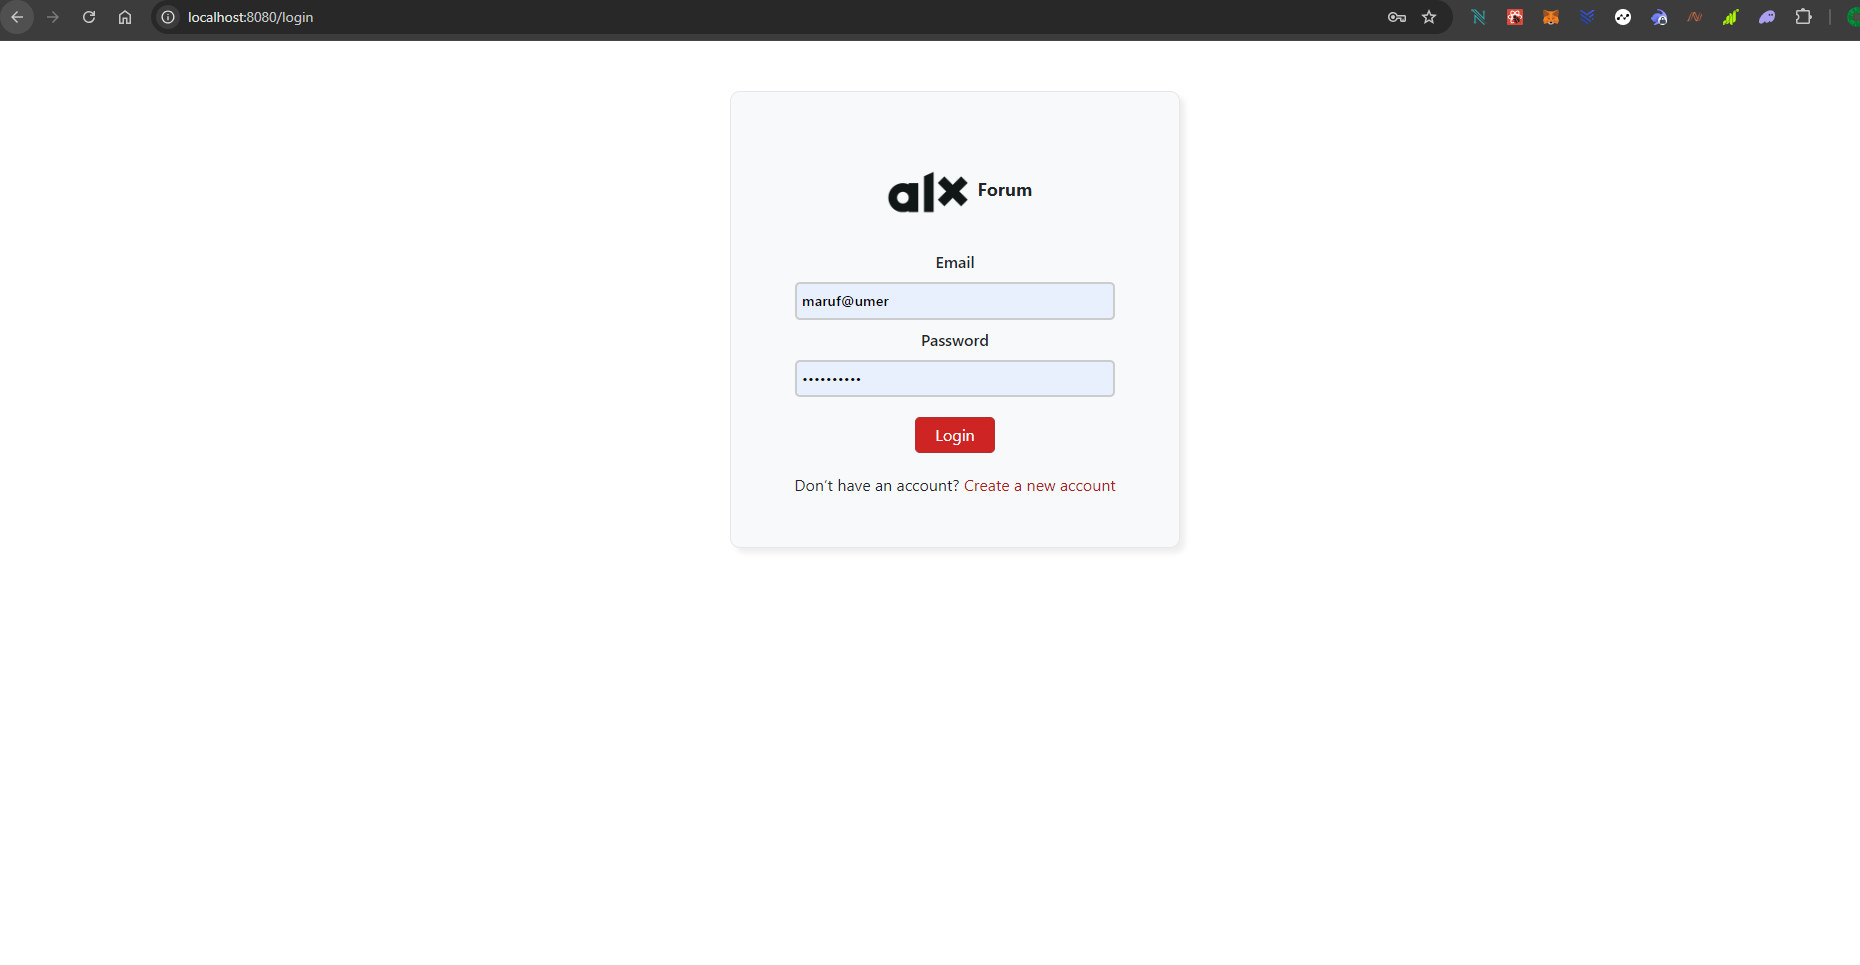 localhost:8080/login
alx Forum
Email
maruf@umer
Password
••••••••••
Login
Don't have an account? Create a new account